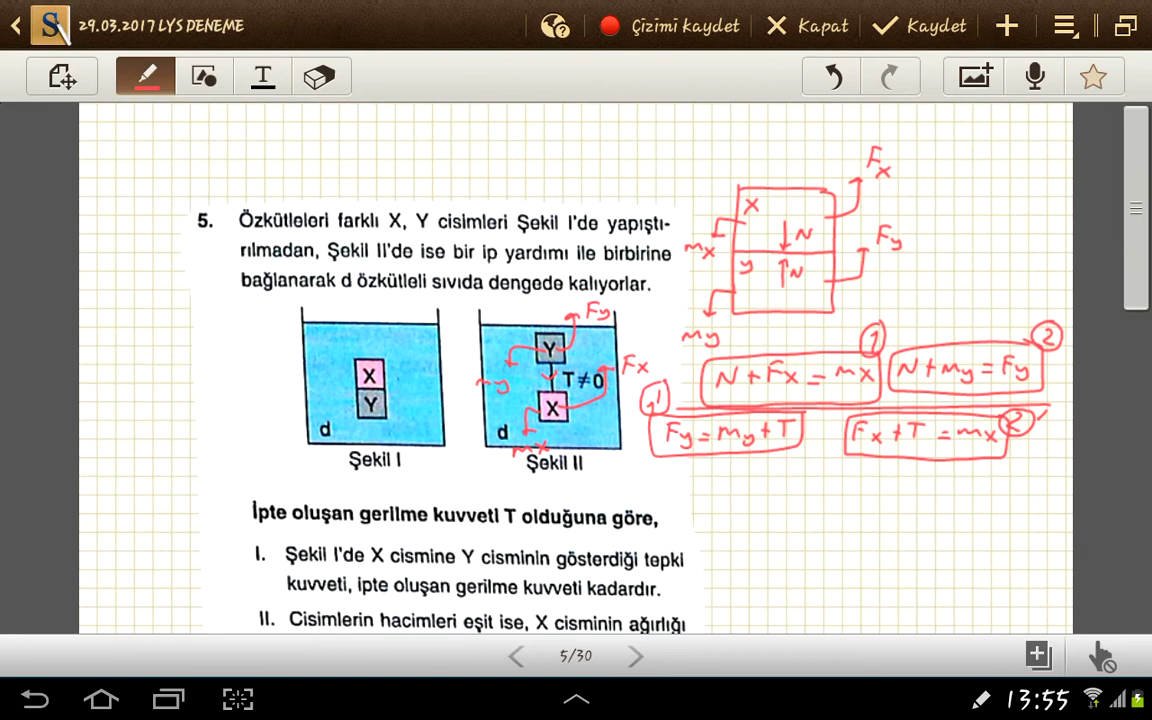 29.03.2017 LYS DENEME
Çizimi kaydet
Kapat
Kaydet
T
5. Özkütleleri farklı X, Y cisimleri Şekil I'de yapıştı-
rılmadan, Şekil II'de ise bir ip yardımı ile birbirine
bağlanarak d özkütleli sıvıda dengede kalıyorlar.
X
Y
d
Şekil I
Y
T≠0
X
d
Şekil II
Fy
my
Fx
mx
Fx
X
N
mx
Fy
y
N
my
N+Fx=mx 1
N+my=Fy 2
1 Fy=my+T
Fx+T=mx 2
İpte oluşan gerilme kuvveti T olduğuna göre,
I. Şekil I'de X cismine Y cisminin gösterdiği tepki
kuvveti, ipte oluşan gerilme kuvveti kadardır.
II. Cisimlerin hacimleri eşit ise, X cisminin ağırlığı
5/30
13:55